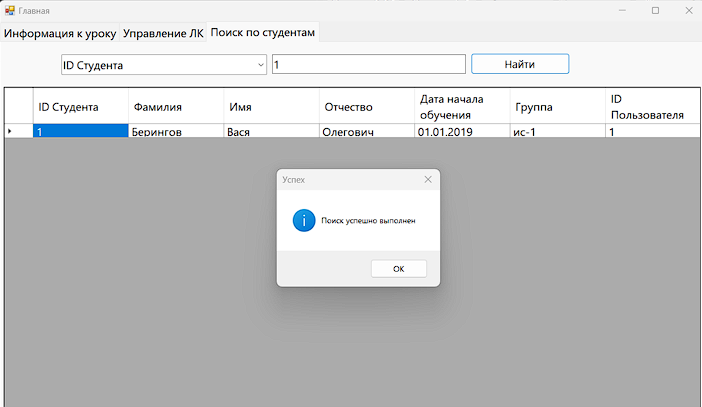 Главная
Информация к уроку Управление ЛК Поиск по студентам
ID Студента 1 Найти
ID Студента Фамилия Имя Отчество Дата начала обучения Группа ID Пользователя
1 Берингов Вася Олегович 01.01.2019 ис-1 1
Успех
Поиск успешно выполнен
ОК